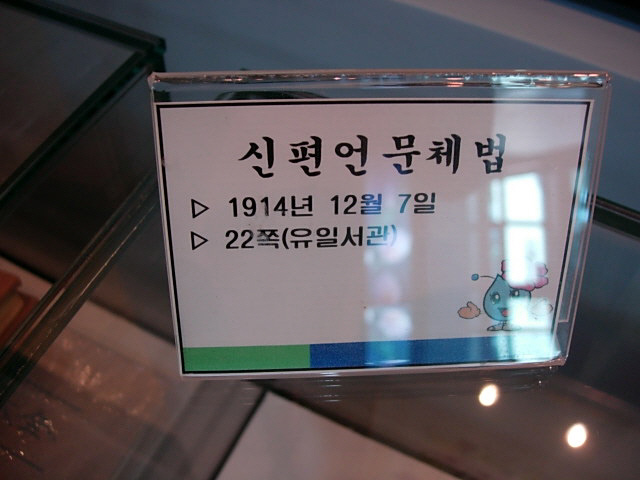 신편언문체법
▷ 1914년 12월 7일
▷ 22쪽(유일서관)